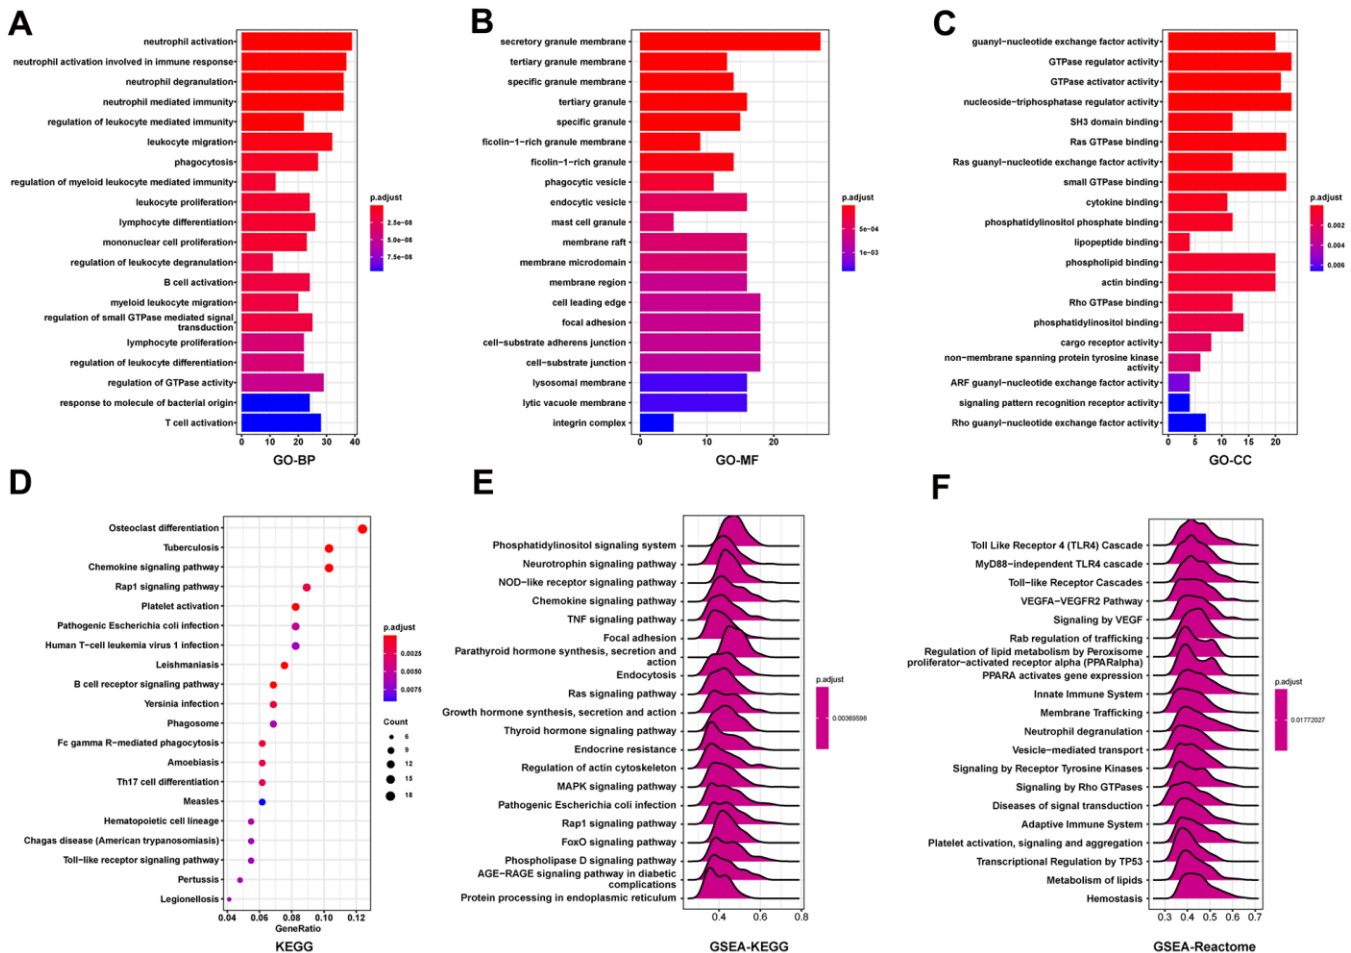 A
neutrophil activation
neutrophil activation involved in immune response
neutrophil degranulation
neutrophil mediated immunity
regulation of leukocyte mediated immunity
leukocyte migration
phagocytosis
regulation of myeloid leukocyte mediated immunity
leukocyte proliferation
lymphocyte differentiation
mononuclear cell proliferation
regulation of leukocyte degranulation
B cell activation
myeloid leukocyte migration
regulation of small GTPase mediated signal
transduction
lymphocyte proliferation
regulation of leukocyte differentiation
regulation of GTPase activity
response to molecule of bacterial origin
T cell activation
0 10 20 30 40
GO-BP
p.adjust
2.5e-08
5.0e-08
7.5e-08
B
secretory granule membrane
tertiary granule membrane
specific granule membrane
tertiary granule
specific granule
ficolin-1-rich granule membrane
ficolin-1-rich granule
phagocytic vesicle
endocytic vesicle
mast cell granule
membrane raft
membrane microdomain
membrane region
cell leading edge
focal adhesion
cell-substrate adherens junction
cell-substrate junction
lysosomal membrane
lytic vacuole membrane
integrin complex
0 10 20
GO-MF
p.adjust
5e-04
1e-03
C
guanyl-nucleotide exchange factor activity
GTPase regulator activity
GTPase activator activity
nucleoside-triphosphatase regulator activity
SH3 domain binding
Ras GTPase binding
Ras guanyl-nucleotide exchange factor activity
small GTPase binding
cytokine binding
phosphatidylinositol phosphate binding
lipopeptide binding
phospholipid binding
actin binding
Rho GTPase binding
phosphatidylinositol binding
cargo receptor activity
non-membrane spanning protein tyrosine kinase
activity
ARF guanyl-nucleotide exchange factor activity
signaling pattern recognition receptor activity
Rho guanyl-nucleotide exchange factor activity
0 5 10 15 20
GO-CC
p.adjust
0.002
0.004
0.006
D
Osteoclast differentiation
Tuberculosis
Chemokine signaling pathway
Rap1 signaling pathway
Platelet activation
Pathogenic Escherichia coli infection
Human T-cell leukemia virus 1 infection
Leishmaniasis
B cell receptor signaling pathway
Yersinia infection
Phagosome
Fc gamma R-mediated phagocytosis
Amoebiasis
Th17 cell differentiation
Measles
Hematopoietic cell lineage
Chagas disease (American trypanosomiasis)
Toll-like receptor signaling pathway
Pertussis
Legionellosis
0.04 0.06 0.08 0.10 0.12
GeneRatio
KEGG
p.adjust
0.0025
0.0050
0.0075
Count
6
9
12
15
18
E
Phosphatidylinositol signaling system
Neurotrophin signaling pathway
NOD-like receptor signaling pathway
Chemokine signaling pathway
TNF signaling pathway
Focal adhesion
Parathyroid hormone synthesis, secretion and
action
Endocytosis
Ras signaling pathway
Growth hormone synthesis, secretion and action
Thyroid hormone signaling pathway
Endocrine resistance
Regulation of actin cytoskeleton
MAPK signaling pathway
Pathogenic Escherichia coli infection
Rap1 signaling pathway
FoxO signaling pathway
Phospholipase D signaling pathway
AGE-RAGE signaling pathway in diabetic
complications
Protein processing in endoplasmic reticulum
0.4 0.6 0.8
GSEA-KEGG
p.adjust
0.00369598
F
Toll Like Receptor 4 (TLR4) Cascade
MyD88-independent TLR4 cascade
Toll-like Receptor Cascades
VEGFA-VEGFR2 Pathway
Signaling by VEGF
Rab regulation of trafficking
Regulation of lipid metabolism by Peroxisome
proliferator-activated receptor alpha (PPARalpha)
PPARA activates gene expression
Innate Immune System
Membrane Trafficking
Neutrophil degranulation
Vesicle-mediated transport
Signaling by Receptor Tyrosine Kinases
Signaling by Rho GTPases
Diseases of signal transduction
Adaptive Immune System
Platelet activation, signaling and aggregation
Transcriptional Regulation by TP53
Metabolism of lipids
Hemostasis
0.3 0.4 0.5 0.6 0.7
GSEA-Reactome
p.adjust
0.01772027